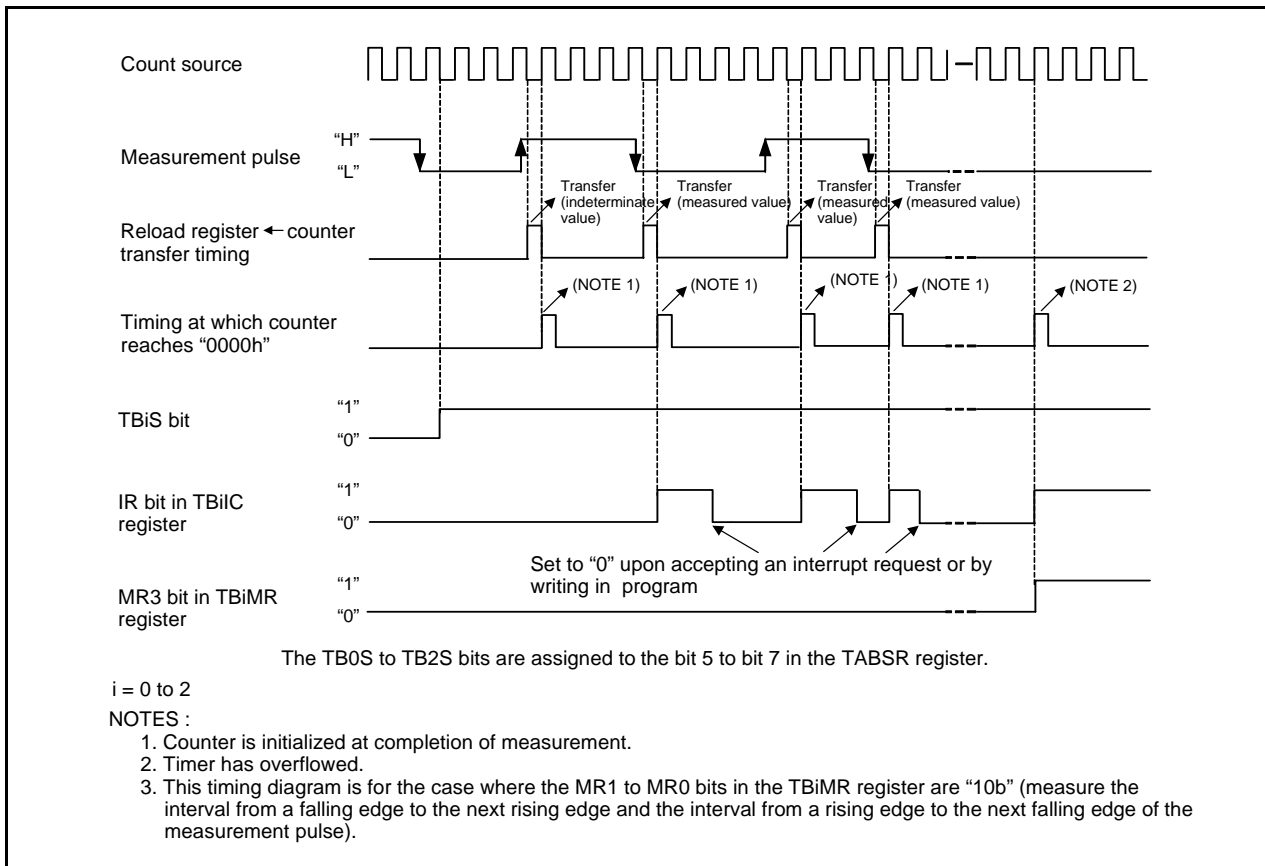 Count source
Measurement pulse
“H”
“L”
Transfer
(indeterminate
value)
Transfer
(measured value)
Transfer
(measured
value)
Transfer
(measured value)
Reload register ← counter
transfer timing
(NOTE 1)
(NOTE 1)
(NOTE 1)
(NOTE 1)
(NOTE 2)
Timing at which counter
reaches “0000h”
TBiS bit
“1”
“0”
IR bit in TBiIC
register
“1”
“0”
Set to “0” upon accepting an interrupt request or by
writing in program
MR3 bit in TBiMR
register
“1”
“0”
The TB0S to TB2S bits are assigned to the bit 5 to bit 7 in the TABSR register.
i = 0 to 2
NOTES :
1. Counter is initialized at completion of measurement.
2. Timer has overflowed.
3. This timing diagram is for the case where the MR1 to MR0 bits in the TBiMR register are “10b” (measure the
interval from a falling edge to the next rising edge and the interval from a rising edge to the next falling edge of the
measurement pulse).